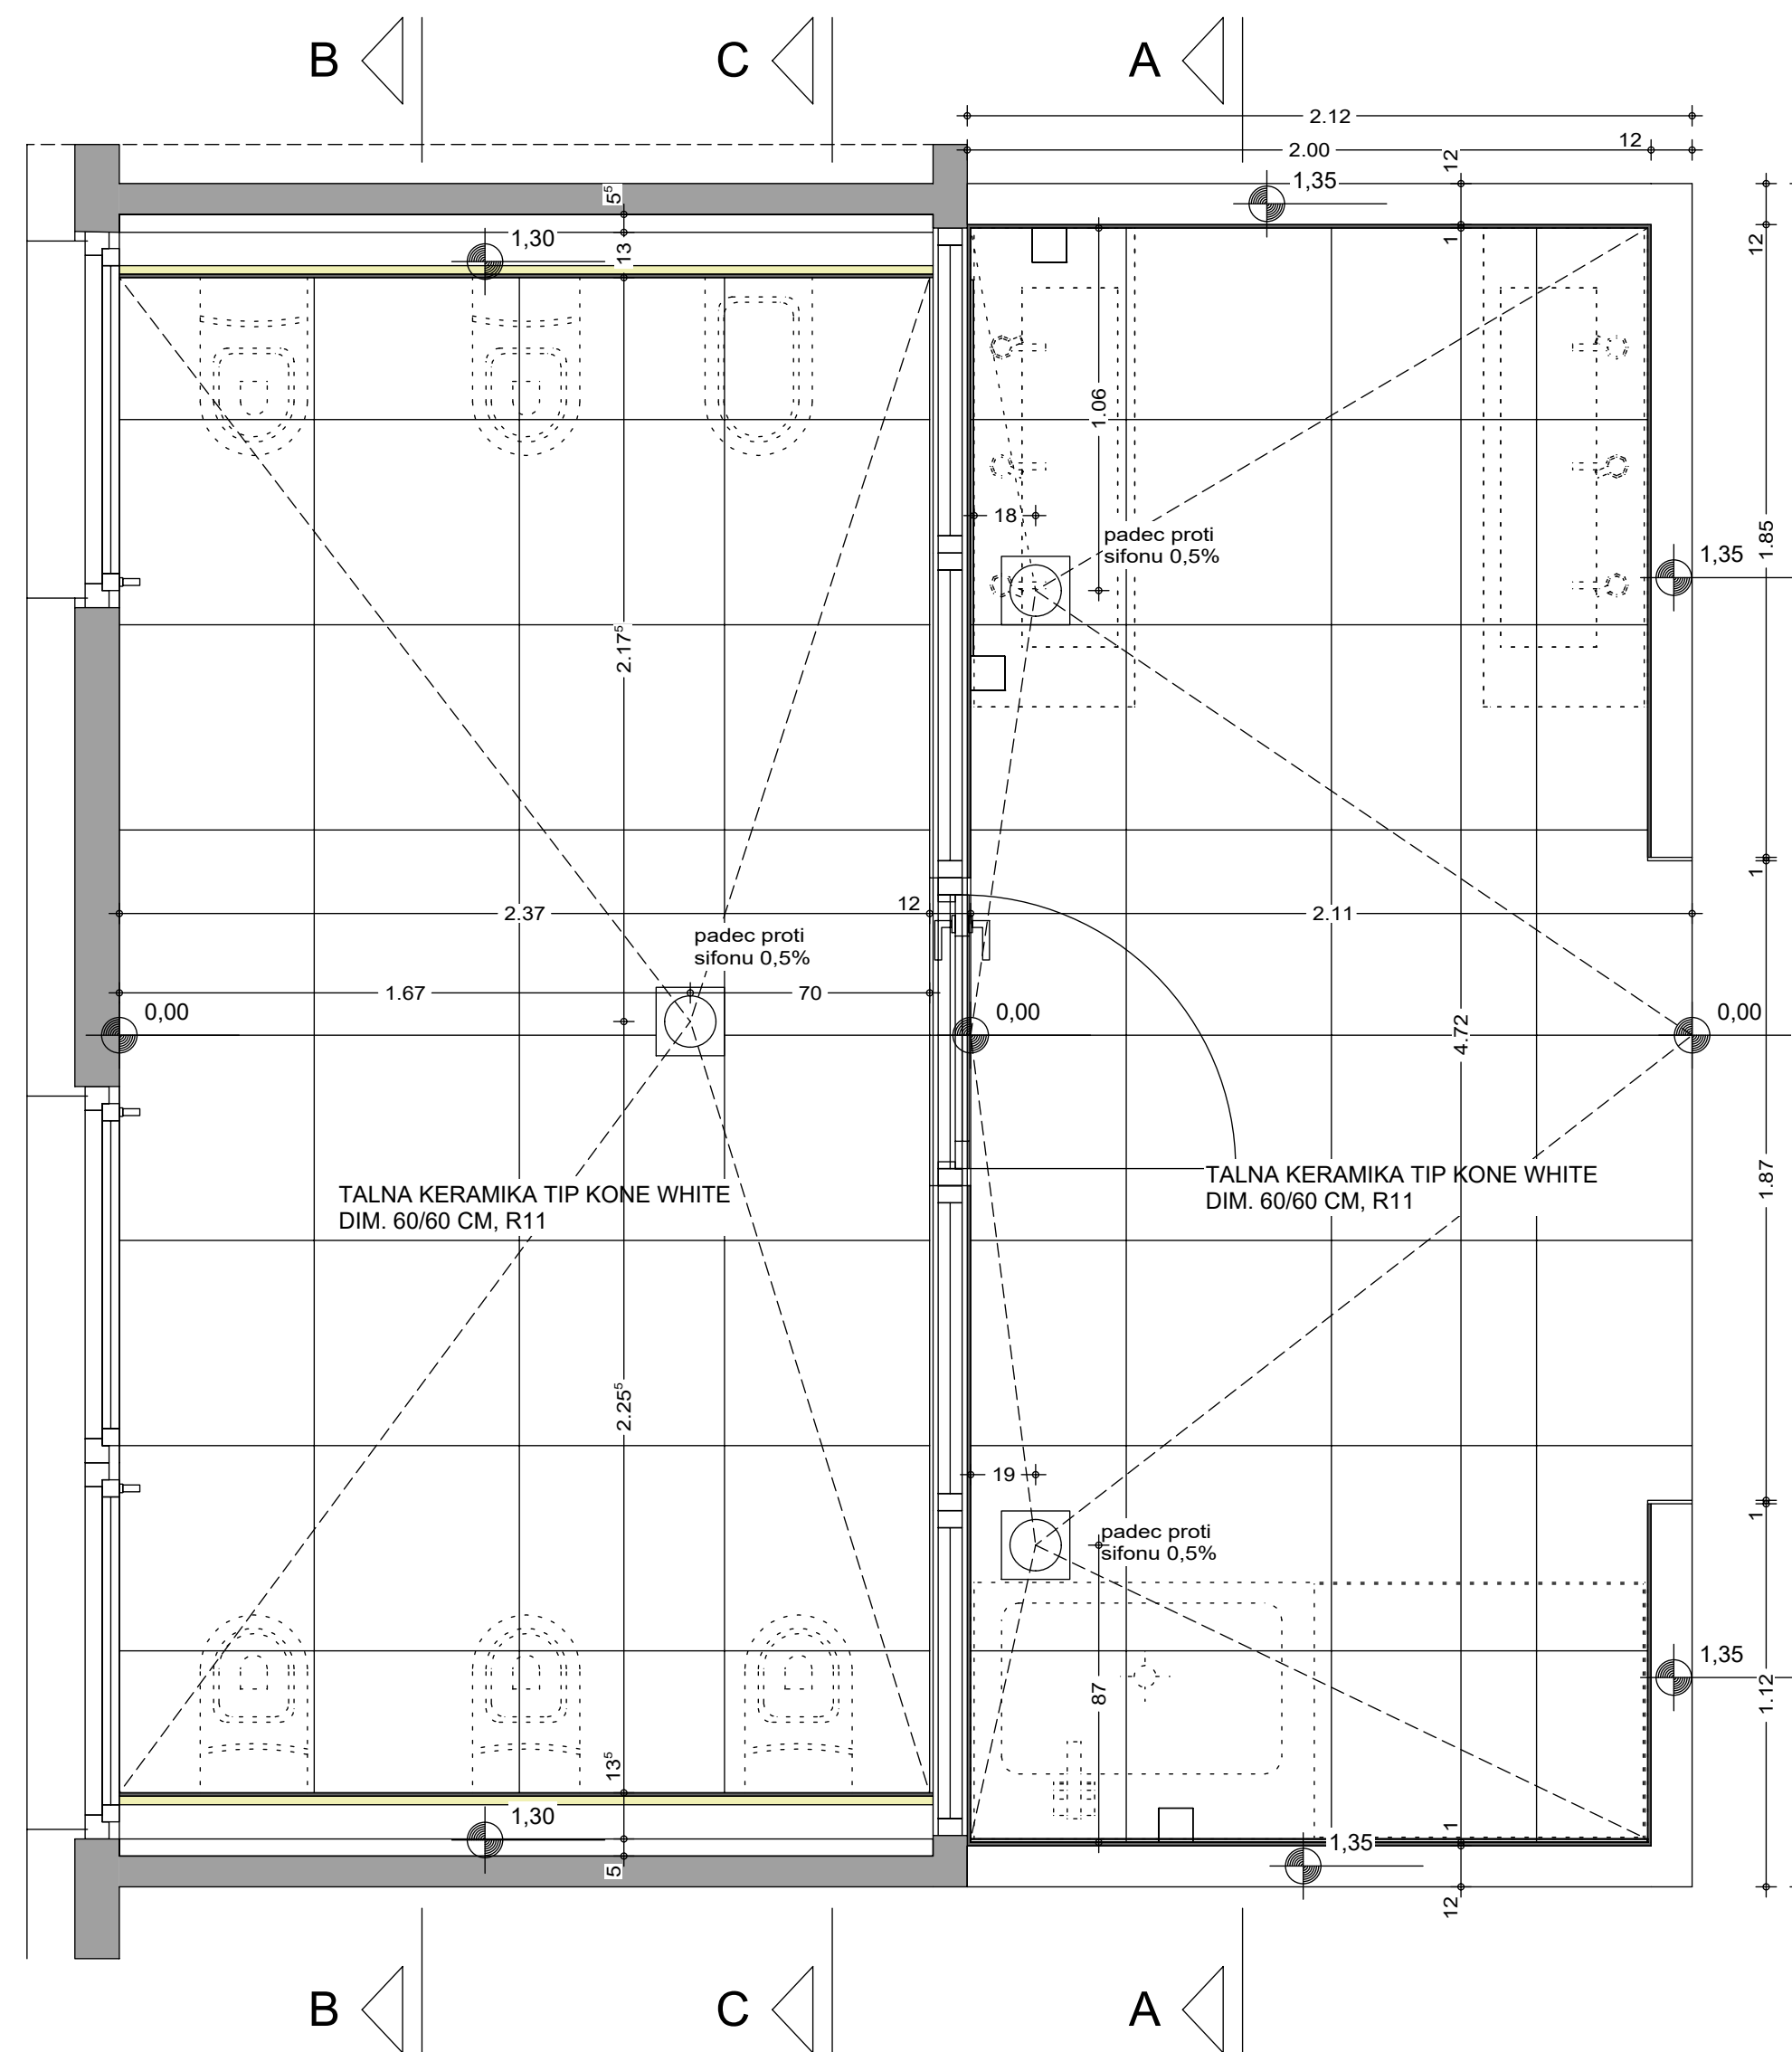 B
C
A
2.12
2.00
12
12
5⁵
1,35
12
1,30
13
1
1.06
18
padec proti
sifonu 0,5%
1,35
1.85
2.17⁵
1
2.37
12
2.11
padec proti
sifonu 0,5%
1.67
70
0,00
0,00
0,00
4.72
TALNA KERAMIKA TIP KONE WHITE
DIM. 60/60 CM, R11
TALNA KERAMIKA TIP KONE WHITE
DIM. 60/60 CM, R11
1.87
2.25⁵
19
1
padec proti
sifonu 0,5%
1,35
87
1.12
13⁵
1,30
1
1,35
5
12
B
C
A